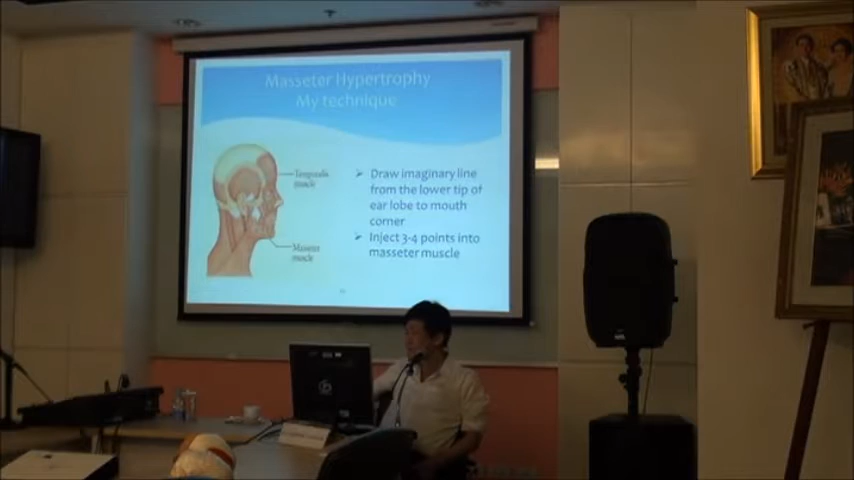 Masseter Hypertrophy
My technique
Temporalis
muscle
Masseter
muscle
➢ Draw imaginary line
from the lower tip of
ear lobe to mouth
corner
➢ Inject 3-4 points into
masseter muscle